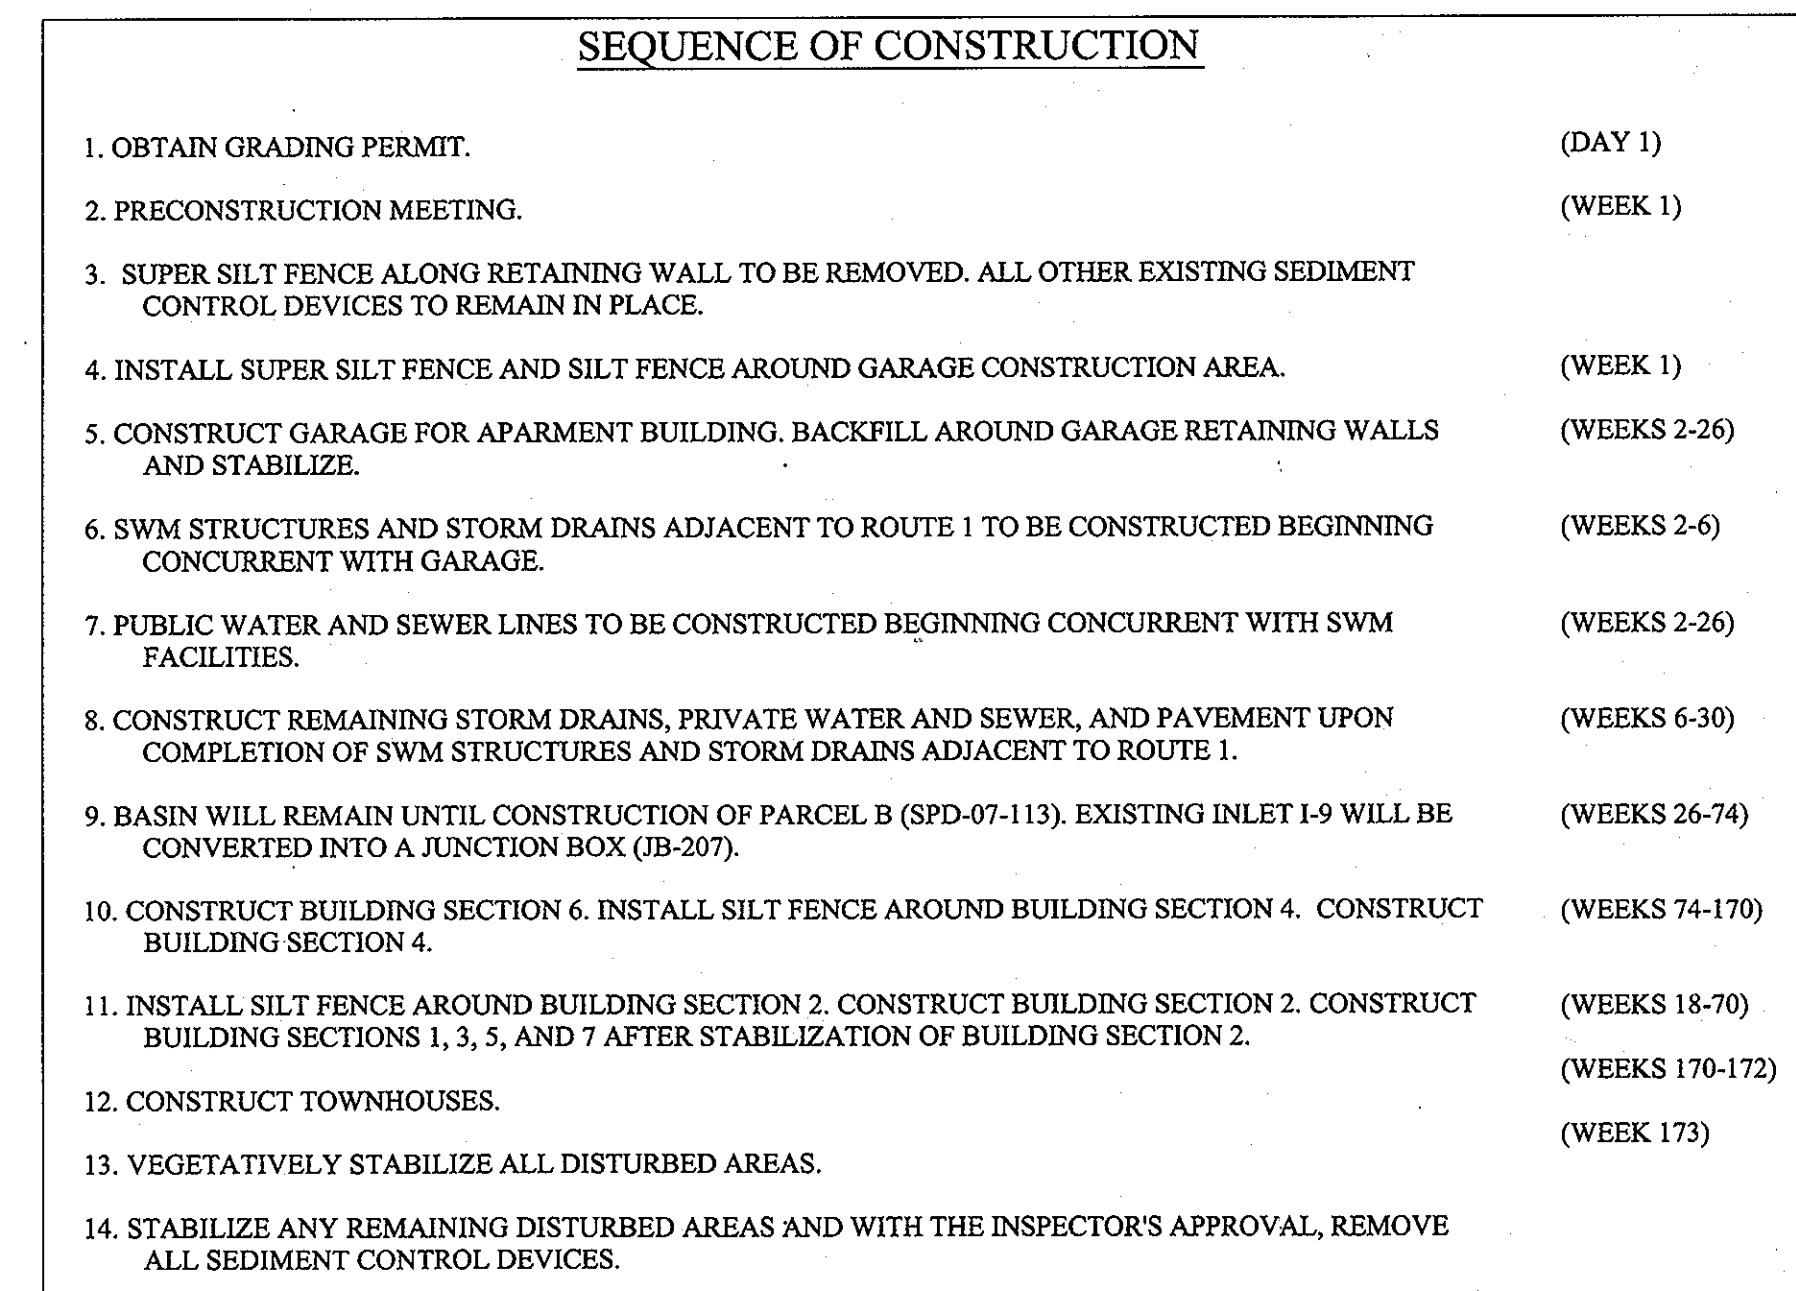 SEQUENCE OF CONSTRUCTION
1. OBTAIN GRADING PERMIT. (DAY 1)
2. PRECONSTRUCTION MEETING. (WEEK 1)
3. SUPER SILT FENCE ALONG RETAINING WALL TO BE REMOVED. ALL OTHER EXISTING SEDIMENT
CONTROL DEVICES TO REMAIN IN PLACE.
4. INSTALL SUPER SILT FENCE AND SILT FENCE AROUND GARAGE CONSTRUCTION AREA. (WEEK 1)
5. CONSTRUCT GARAGE FOR APARMENT BUILDING. BACKFILL AROUND GARAGE RETAINING WALLS (WEEKS 2-26)
AND STABILIZE.
6. SWM STRUCTURES AND STORM DRAINS ADJACENT TO ROUTE 1 TO BE CONSTRUCTED BEGINNING (WEEKS 2-6)
CONCURRENT WITH GARAGE.
7. PUBLIC WATER AND SEWER LINES TO BE CONSTRUCTED BEGINNING CONCURRENT WITH SWM (WEEKS 2-26)
FACILITIES.
8. CONSTRUCT REMAINING STORM DRAINS, PRIVATE WATER AND SEWER, AND PAVEMENT UPON (WEEKS 6-30)
COMPLETION OF SWM STRUCTURES AND STORM DRAINS ADJACENT TO ROUTE 1.
9. BASIN WILL REMAIN UNTIL CONSTRUCTION OF PARCEL B (SPD-07-113). EXISTING INLET I-9 WILL BE (WEEKS 26-74)
CONVERTED INTO A JUNCTION BOX (JB-207).
10. CONSTRUCT BUILDING SECTION 6. INSTALL SILT FENCE AROUND BUILDING SECTION 4. CONSTRUCT (WEEKS 74-170)
BUILDING SECTION 4.
11. INSTALL SILT FENCE AROUND BUILDING SECTION 2. CONSTRUCT BUILDING SECTION 2. CONSTRUCT (WEEKS 18-70)
BUILDING SECTIONS 1, 3, 5, AND 7 AFTER STABILIZATION OF BUILDING SECTION 2.
(WEEKS 170-172)
12. CONSTRUCT TOWNHOUSES.
(WEEK 173)
13. VEGETATIVELY STABILIZE ALL DISTURBED AREAS.
14. STABILIZE ANY REMAINING DISTURBED AREAS AND WITH THE INSPECTOR'S APPROVAL, REMOVE
ALL SEDIMENT CONTROL DEVICES.